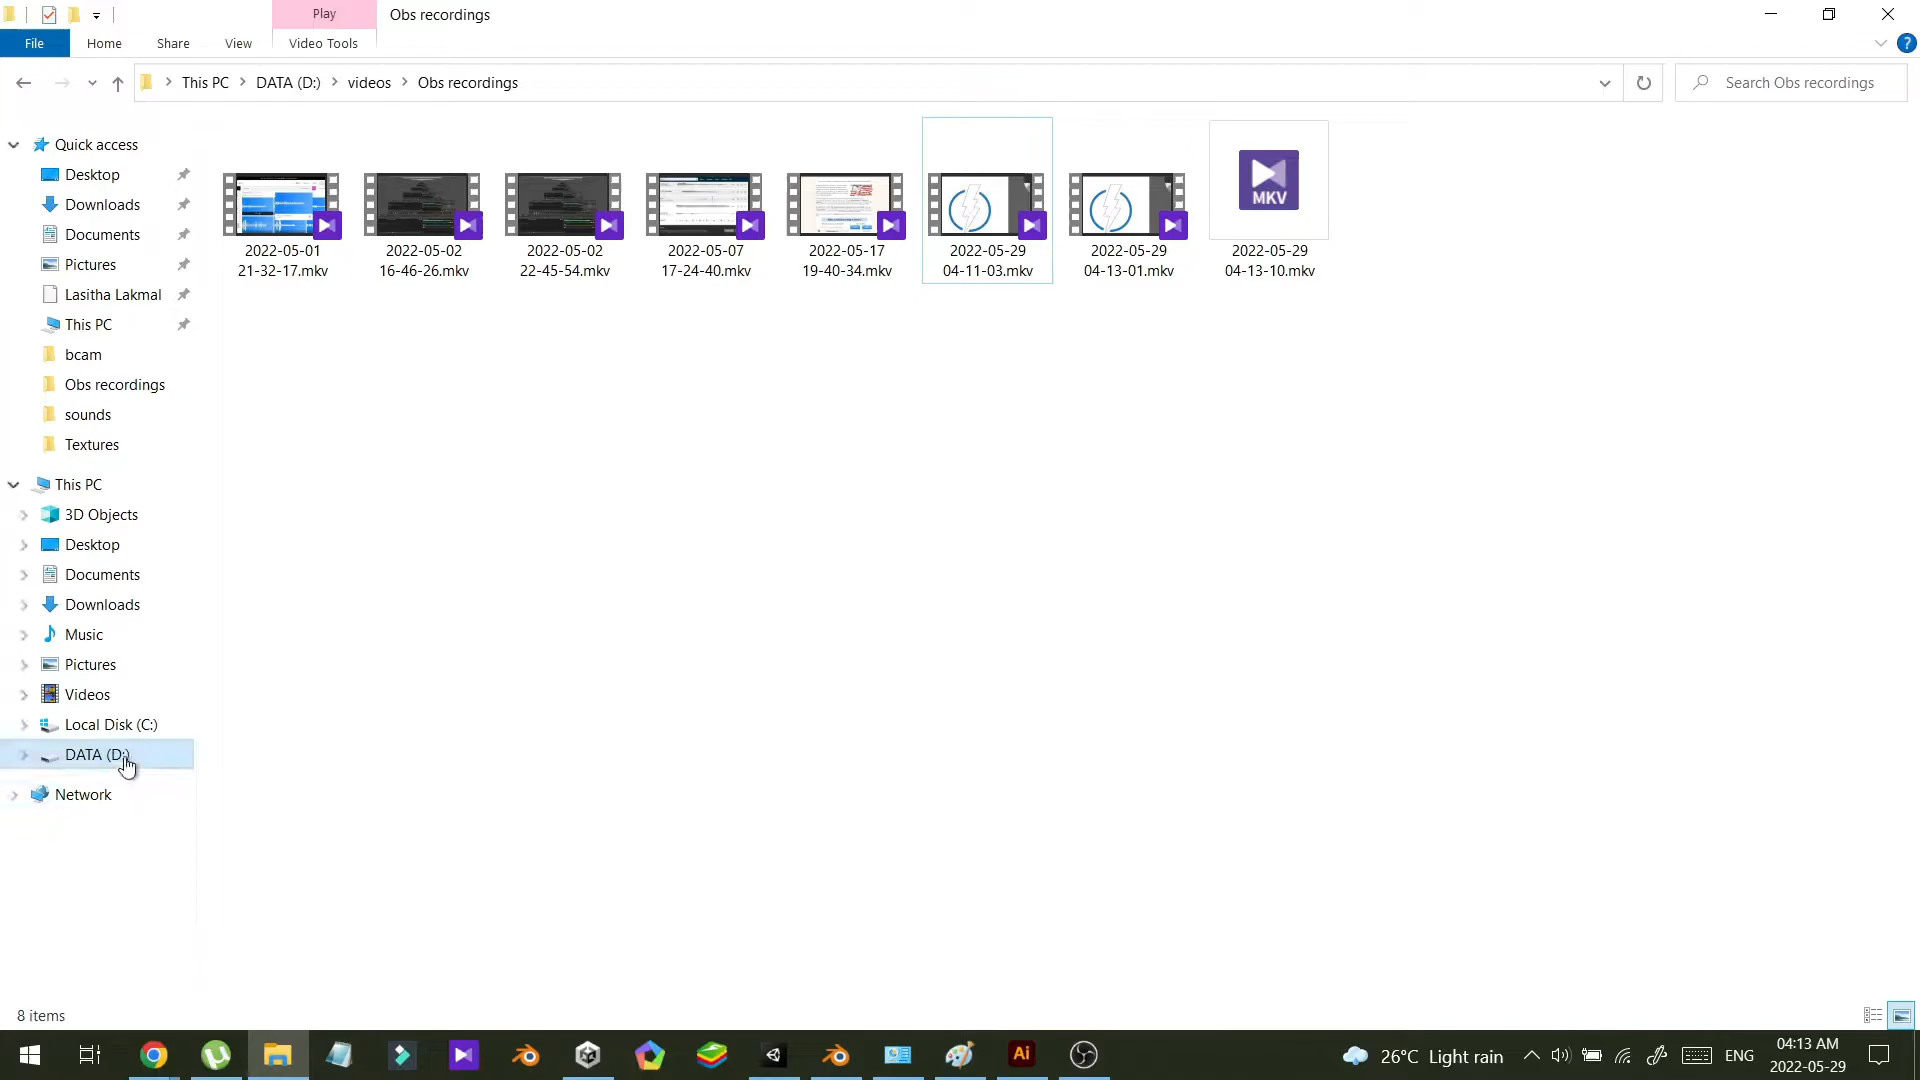 Play
Obs recordings
File
Home
Share
View
Video Tools
This PC
DATA (D:)
videos
Obs recordings
Search Obs recordings
Quick access
Desktop
Downloads
Documents
Pictures
Lasitha Lakmal
This PC
bcam
Obs recordings
sounds
Textures
This PC
3D Objects
Desktop
Documents
Downloads
Music
Pictures
Videos
Local Disk (C:)
DATA (D:)
Network
2022-05-01
21-32-17.mkv
2022-05-02
16-46-26.mkv
2022-05-02
22-45-54.mkv
2022-05-07
17-24-40.mkv
2022-05-17
19-40-34.mkv
2022-05-29
04-11-03.mkv
2022-05-29
04-13-01.mkv
MKV
2022-05-29
04-13-10.mkv
8 items
Ai
26°C Light rain
ENG
04:13 AM
2022-05-29